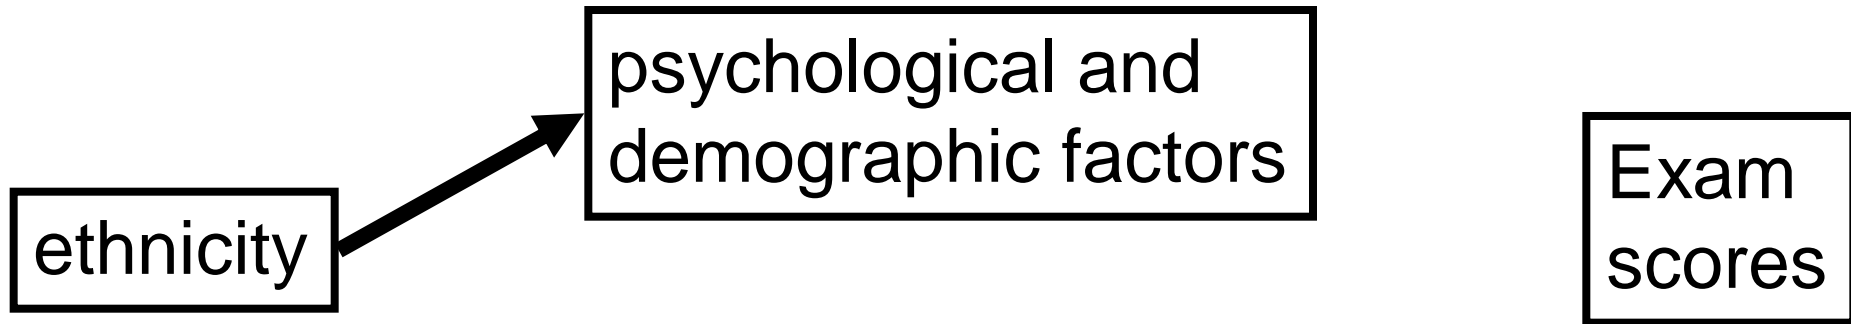 ethnicity
psychological and
demographic factors
Exam
scores